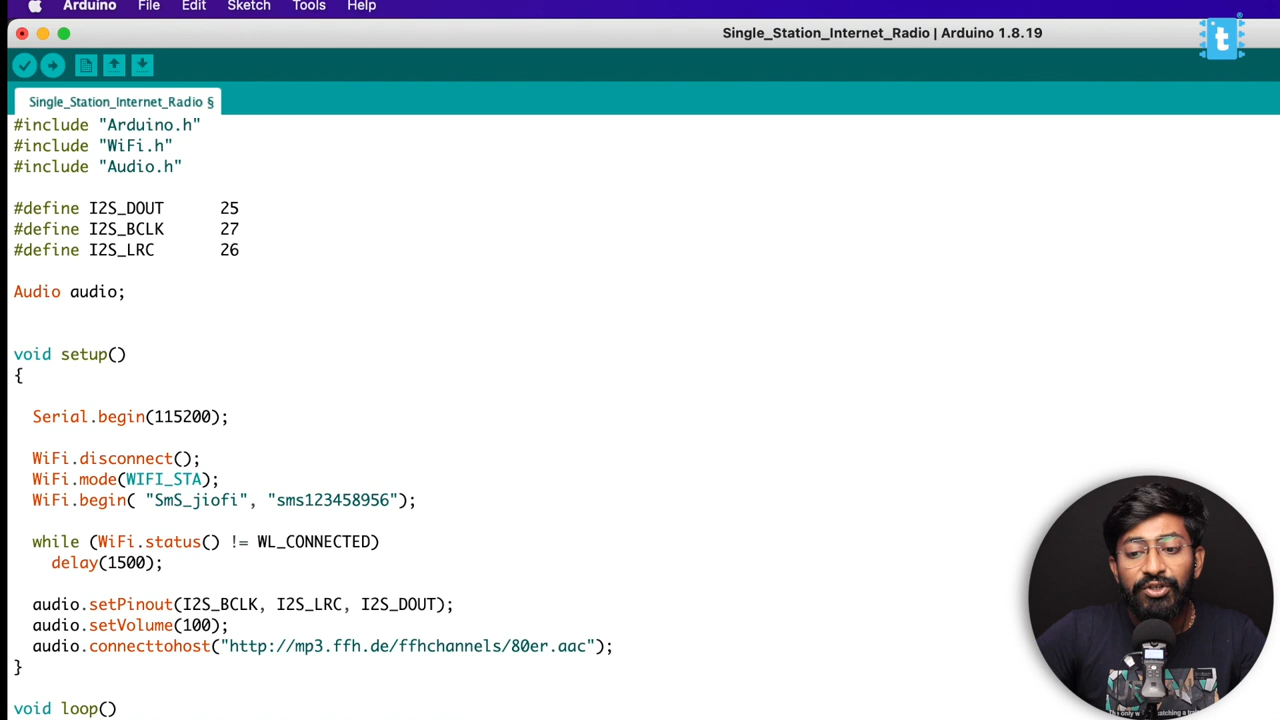 Arduino File Edit Sketch Tools Help
Single_Station_Internet_Radio | Arduino 1.8.19
t
Single_Station_Internet_Radio §
#include "Arduino.h"
#include "WiFi.h"
#include "Audio.h"
#define I2S_DOUT 25
#define I2S_BCLK 27
#define I2S_LRC 26
Audio audio;
void setup()
{
Serial.begin(115200);
WiFi.disconnect();
WiFi.mode(WIFI_STA);
WiFi.begin( "SmS_jiofi", "sms123458956");
while (WiFi.status() != WL_CONNECTED)
delay(1500);
audio.setPinout(I2S_BCLK, I2S_LRC, I2S_DOUT);
audio.setVolume(100);
audio.connecttohost("http://mp3.ffh.de/ffhchannels/80er.aac");
}
void loop()